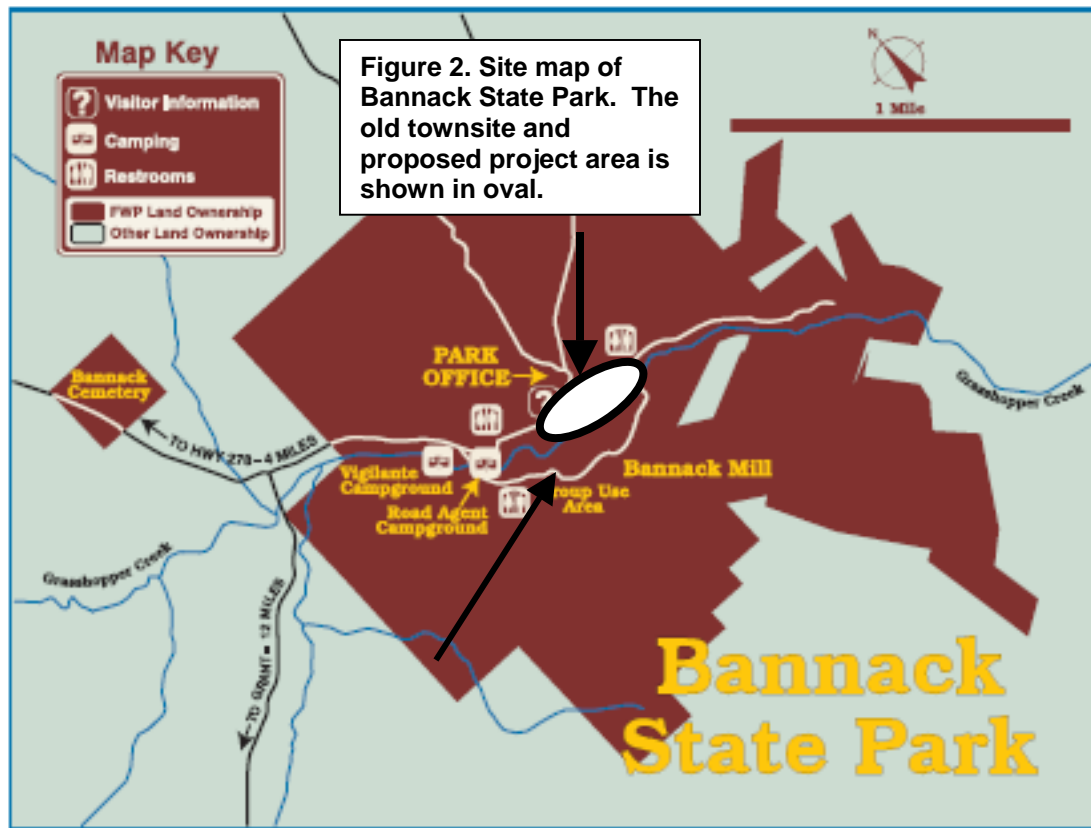 Map Key
? Visitor Information
Camping
Restrooms
FWP Land Ownership
Other Land Ownership
Figure 2. Site map of
Bannack State Park. The
old townsite and
proposed project area is
shown in oval.
N
1 Mile
PARK
OFFICE
?
Bannack
Cemetery
TO HWY 278 - 4 MILES
Grasshopper Creek
Vigilante
Campground
Road Agent
Campground
Bannack Mill
roup Use
Area
Grasshopper Creek
TO GRANT - 12 MILES
Bannack
State Park